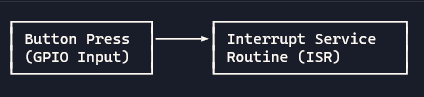 Button Press
(GPIO Input)
Interrupt Service
Routine (ISR)